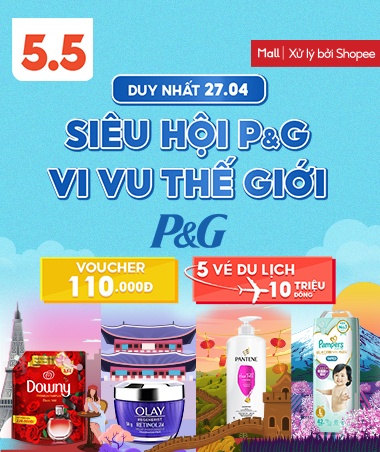 5.5
Mall | Xử lý bởi Shopee
DUY NHẤT 27.04
SIÊU HỘI P&G
VI VU THẾ GIỚI
P&G
VOUCHER
110.000Đ
5 VÉ DU LỊCH
10 TRIỆU ĐỒNG
Downy
OLAY
REGENERIST
RETINOL24
PANTENE
Pampers
L